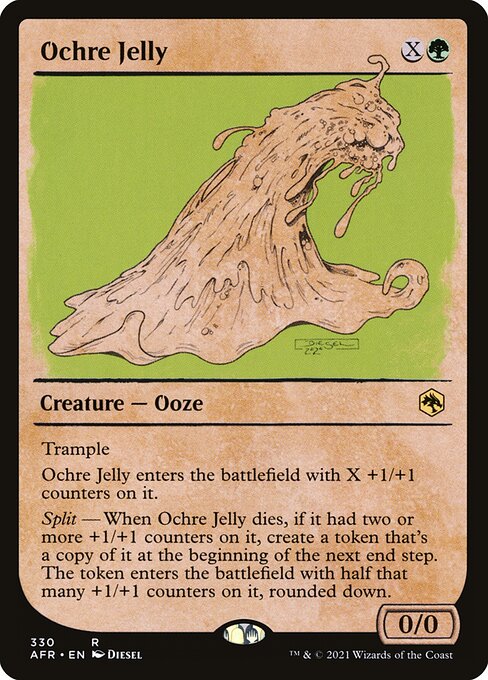 Ochre Jelly X
DIESEL
Creature — Ooze
Trample
Ochre Jelly enters the battlefield with X +1/+1
counters on it.
Split — When Ochre Jelly dies, if it had two or
more +1/+1 counters on it, create a token that's
a copy of it at the beginning of the next end step.
The token enters the battlefield with half that
many +1/+1 counters on it, rounded down.
0/0
330 R
AFR • EN DIESEL ™ & © 2021 Wizards of the Coast